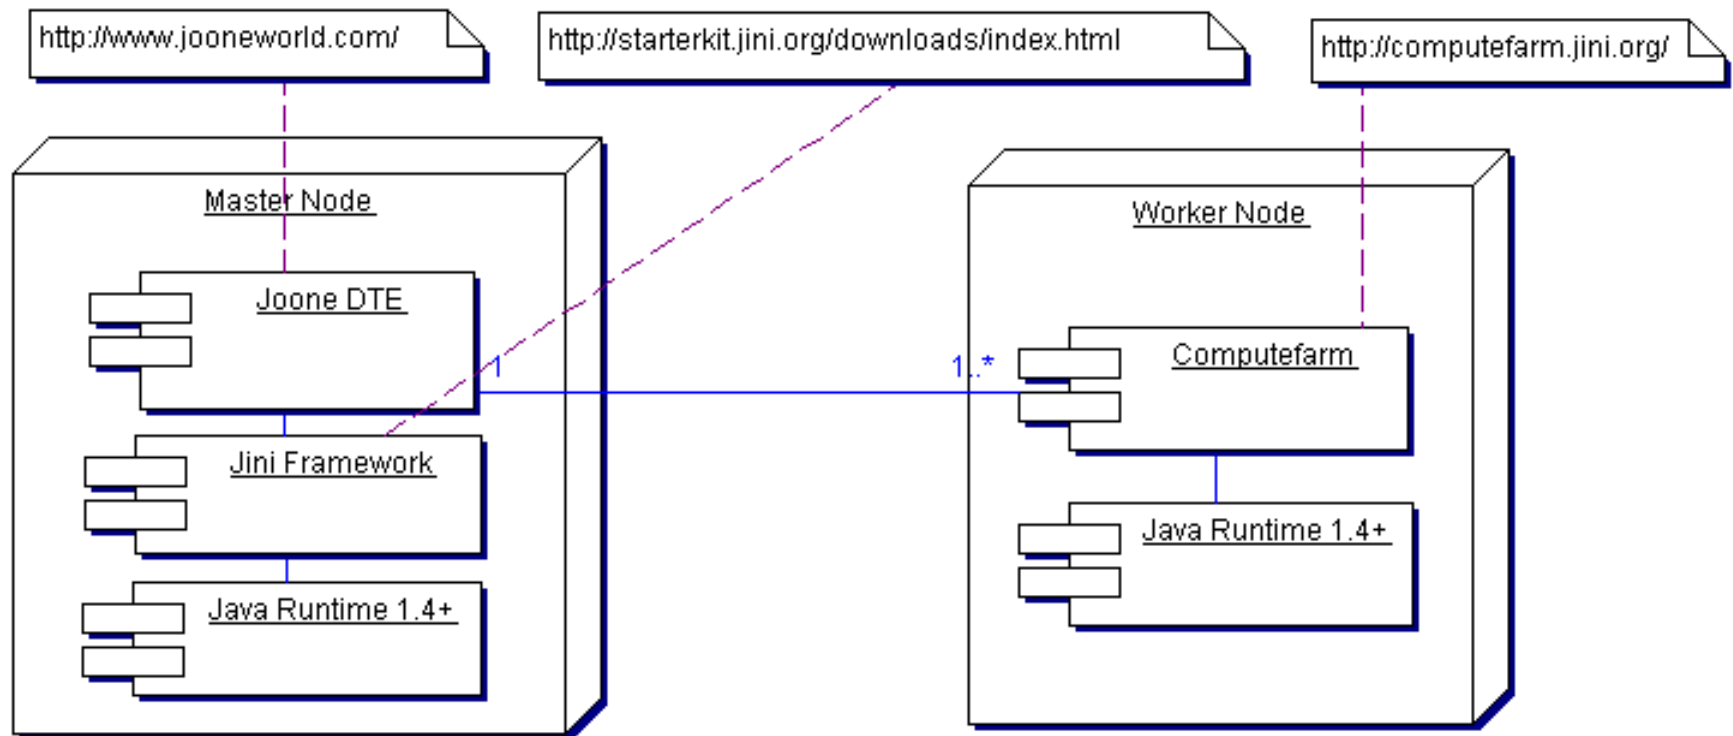 http://www.jooneworld.com/
http://starterkit.jini.org/downloads/index.html
http://computefarm.jini.org/
Master Node
Worker Node
Joone DTE
1
1..*
Computefarm
Jini Framework
Java Runtime 1.4+
Java Runtime 1.4+